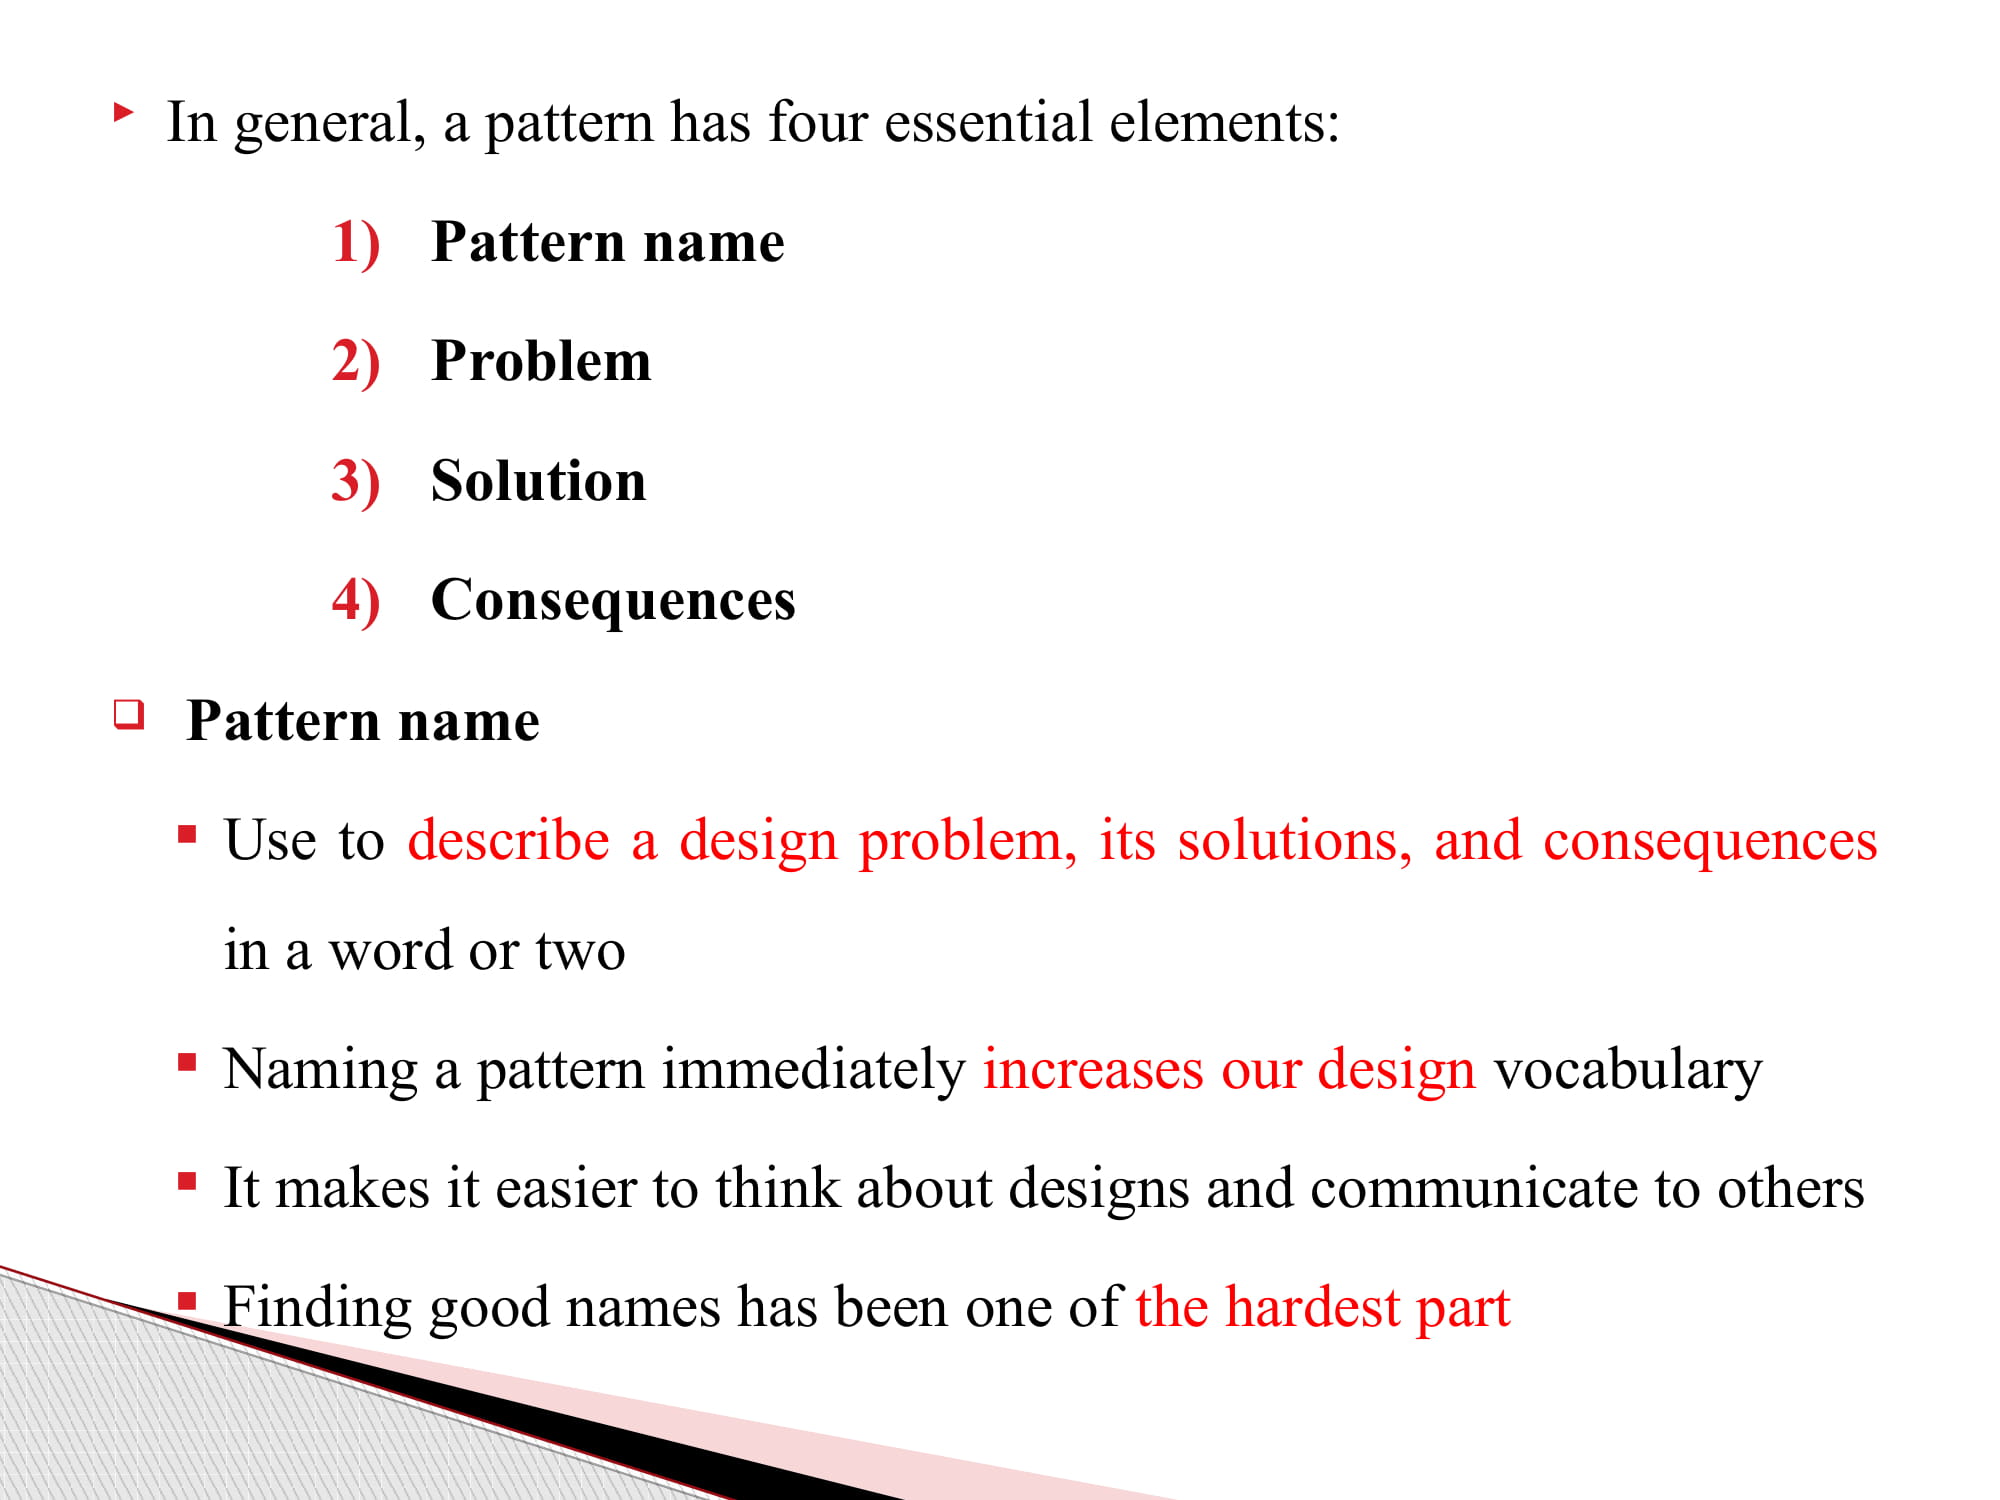 In general, a pattern has four essential elements:
1) Pattern name
2) Problem
3) Solution
4) Consequences
Pattern name
Use to describe a design problem, its solutions, and consequences
in a word or two
Naming a pattern immediately increases our design vocabulary
It makes it easier to think about designs and communicate to others
Finding good names has been one of the hardest part